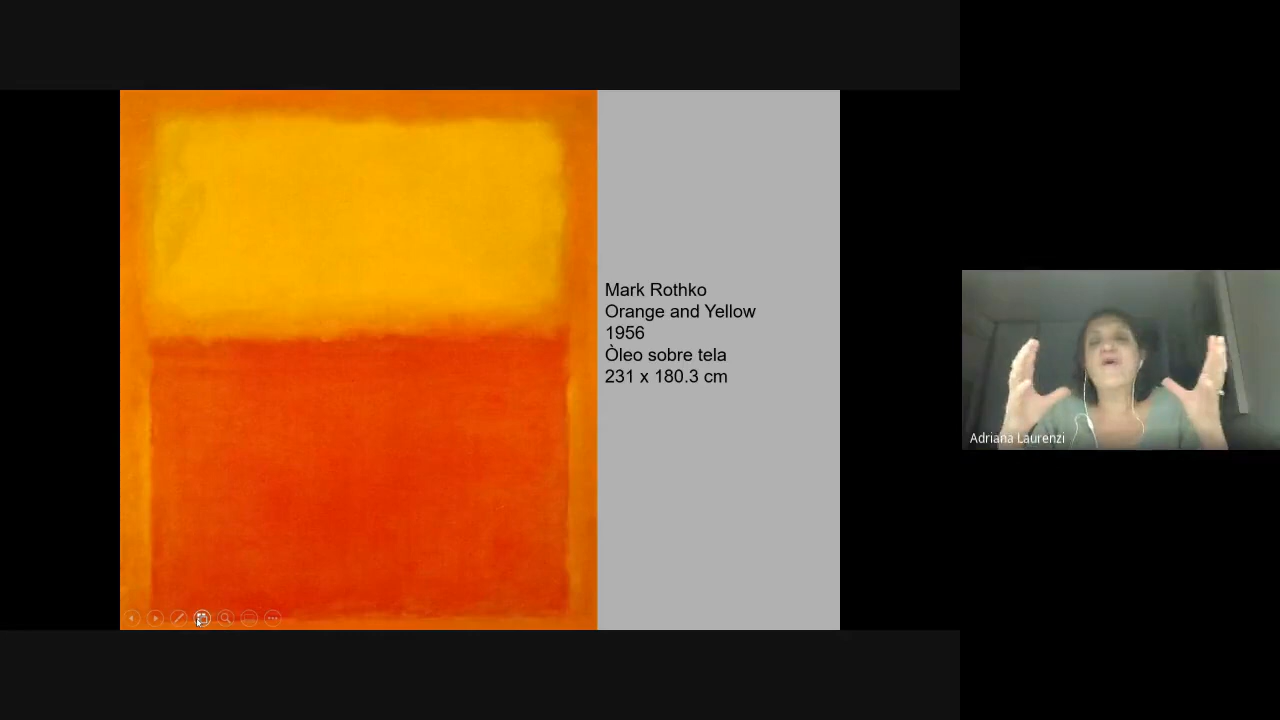 Mark Rothko
Orange and Yellow
1956
Òleo sobre tela
231 x 180.3 cm
Adriana Laurenzi